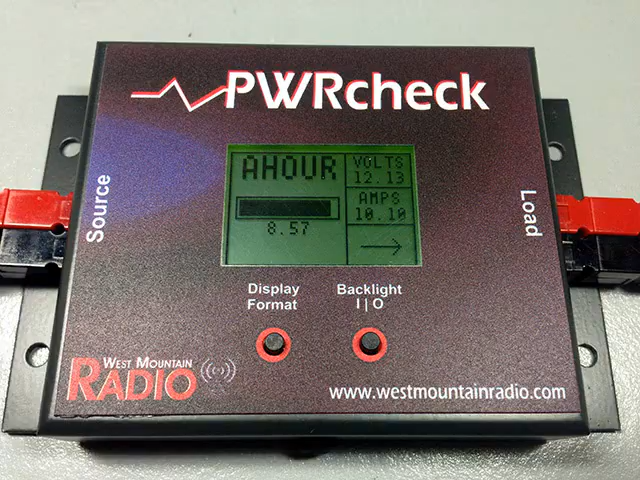 PWRcheck
AHOUR
8.57
VOLTS
12.13
AMPS
10.10
Source
Load
Display
Format
Backlight
I | O
West Mountain
RADIO
www.westmountainradio.com